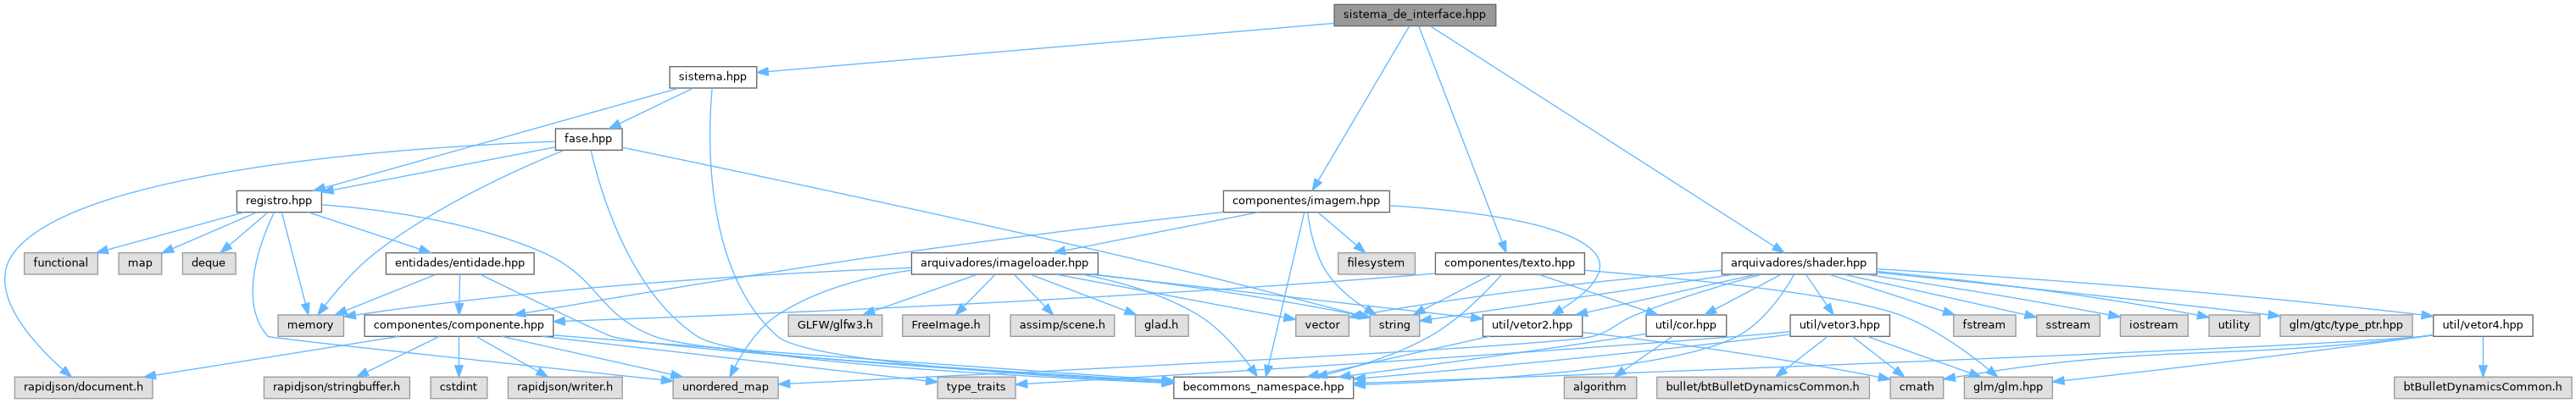 sistema_de_interface.hpp
sistema.hpp
fase.hpp
registro.hpp
componentes/imagem.hpp
functional
map
deque
entidades/entidade.hpp
arquivadores/imageloader.hpp
filesystem
componentes/texto.hpp
arquivadores/shader.hpp
memory
componentes/componente.hpp
GLFW/glfw3.h
FreeImage.h
assimp/scene.h
glad.h
vector
string
util/vetor2.hpp
util/cor.hpp
util/vetor3.hpp
fstream
sstream
iostream
utility
glm/gtc/type_ptr.hpp
util/vetor4.hpp
rapidjson/document.h
rapidjson/stringbuffer.h
cstdint
rapidjson/writer.h
unordered_map
type_traits
becommons_namespace.hpp
algorithm
bullet/btBulletDynamicsCommon.h
cmath
glm/glm.hpp
btBulletDynamicsCommon.h